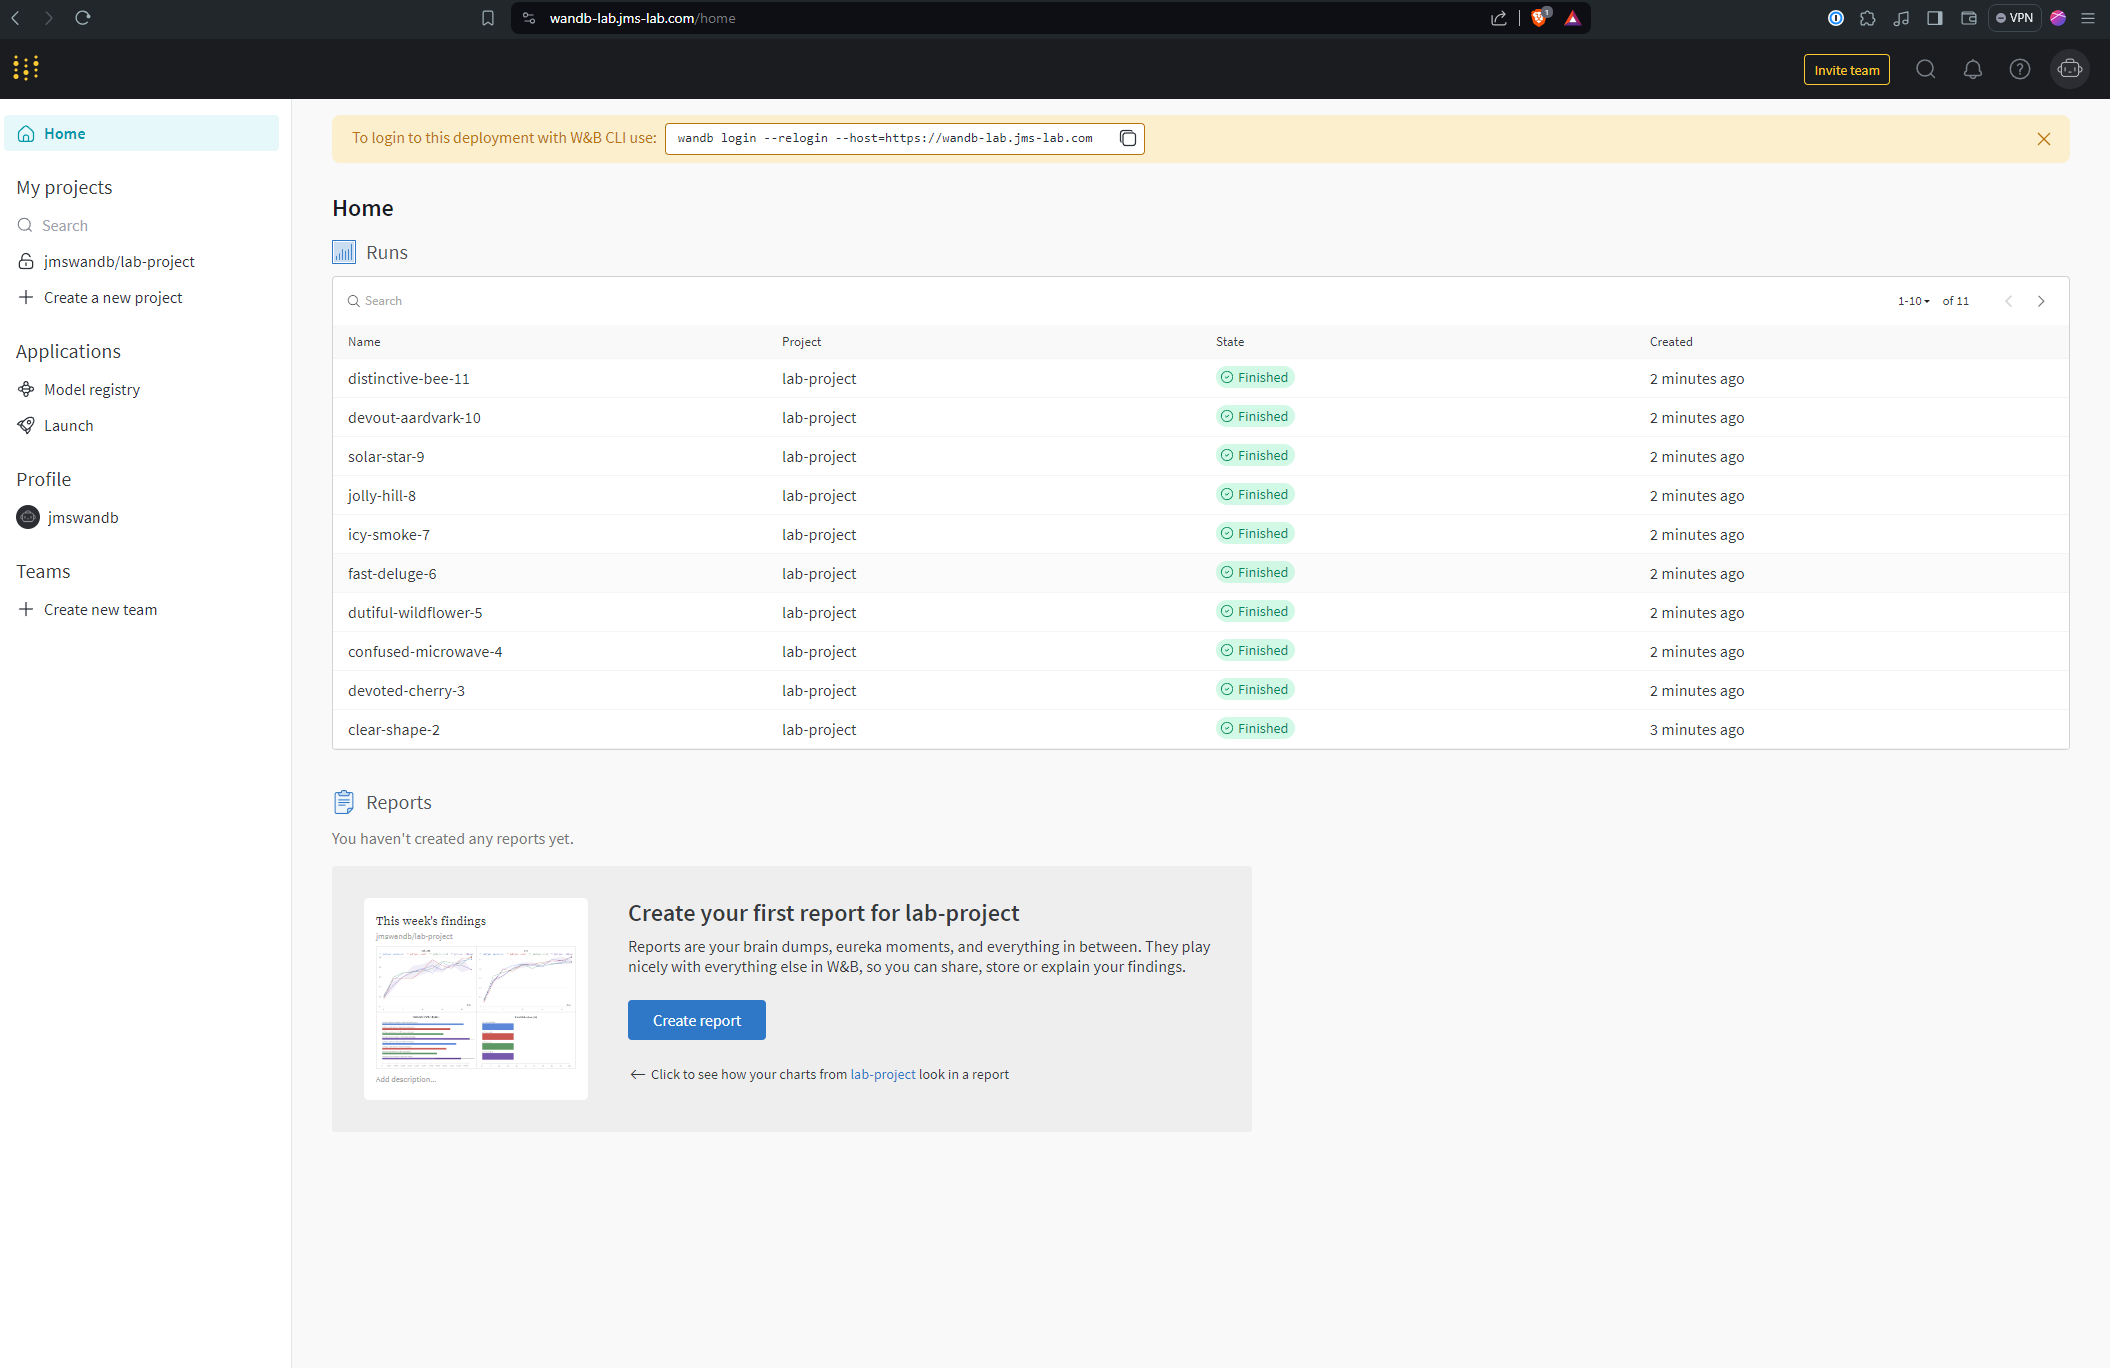 wandb-lab.jms-lab.com/home
1
VPN
Invite team
Home
My projects
Search
jmswandb/lab-project
Create a new project
Applications
Model registry
Launch
Profile
jmswandb
Teams
Create new team
To login to this deployment with W&B CLI use: wandb login --relogin --host=https://wandb-lab.jms-lab.com
Home
Runs
Search
1-10 of 11
Name Project State Created
distinctive-bee-11 lab-project Finished 2 minutes ago
devout-aardvark-10 lab-project Finished 2 minutes ago
solar-star-9 lab-project Finished 2 minutes ago
jolly-hill-8 lab-project Finished 2 minutes ago
icy-smoke-7 lab-project Finished 2 minutes ago
fast-deluge-6 lab-project Finished 2 minutes ago
dutiful-wildflower-5 lab-project Finished 2 minutes ago
confused-microwave-4 lab-project Finished 2 minutes ago
devoted-cherry-3 lab-project Finished 2 minutes ago
clear-shape-2 lab-project Finished 3 minutes ago
Reports
You haven't created any reports yet.
This week's findings
jmswandb/lab-project
Add description...
Create your first report for lab-project
Reports are your brain dumps, eureka moments, and everything in between. They play
nicely with everything else in W&B, so you can share, store or explain your findings.
Create report
Click to see how your charts from lab-project look in a report